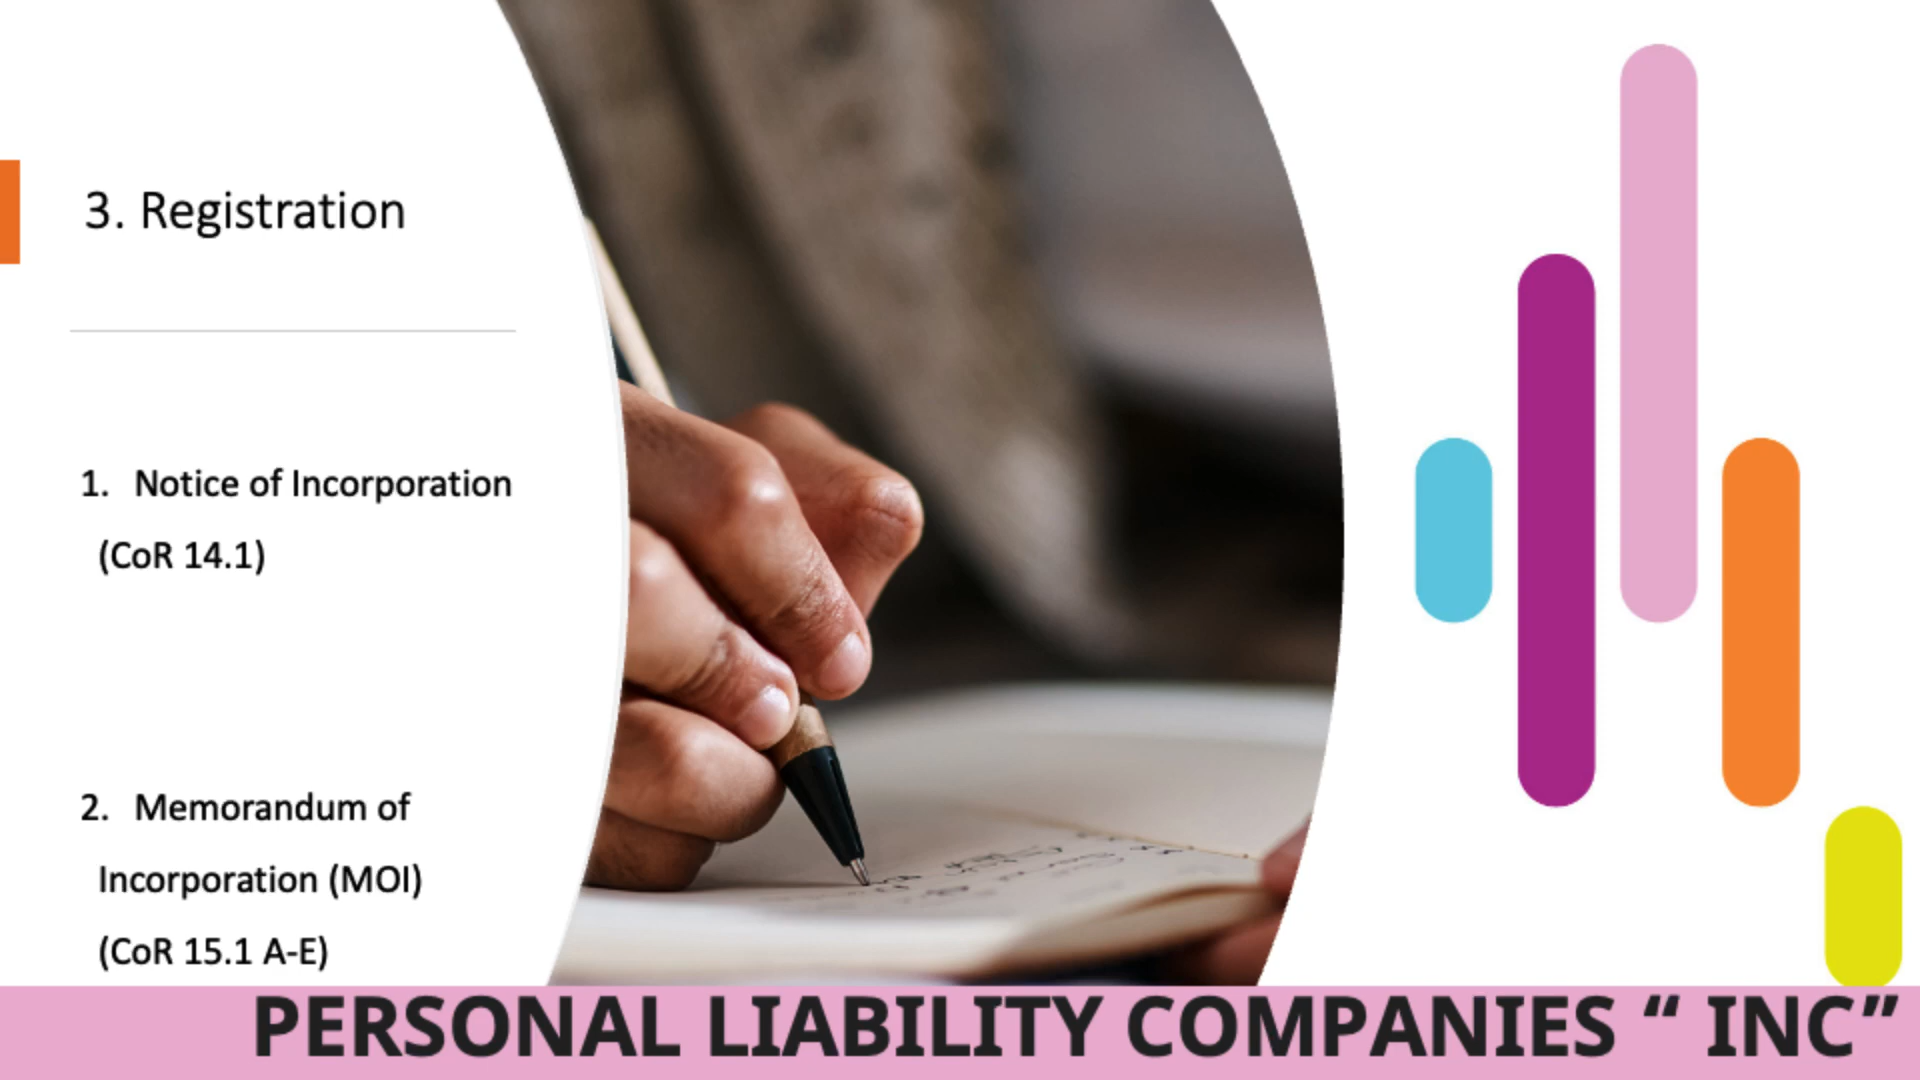 3. Registration
1. Notice of Incorporation
(CoR 14.1)
2. Memorandum of
Incorporation (MOI)
(CoR 15.1 A-E)
PERSONAL LIABILITY COMPANIES “ INC”